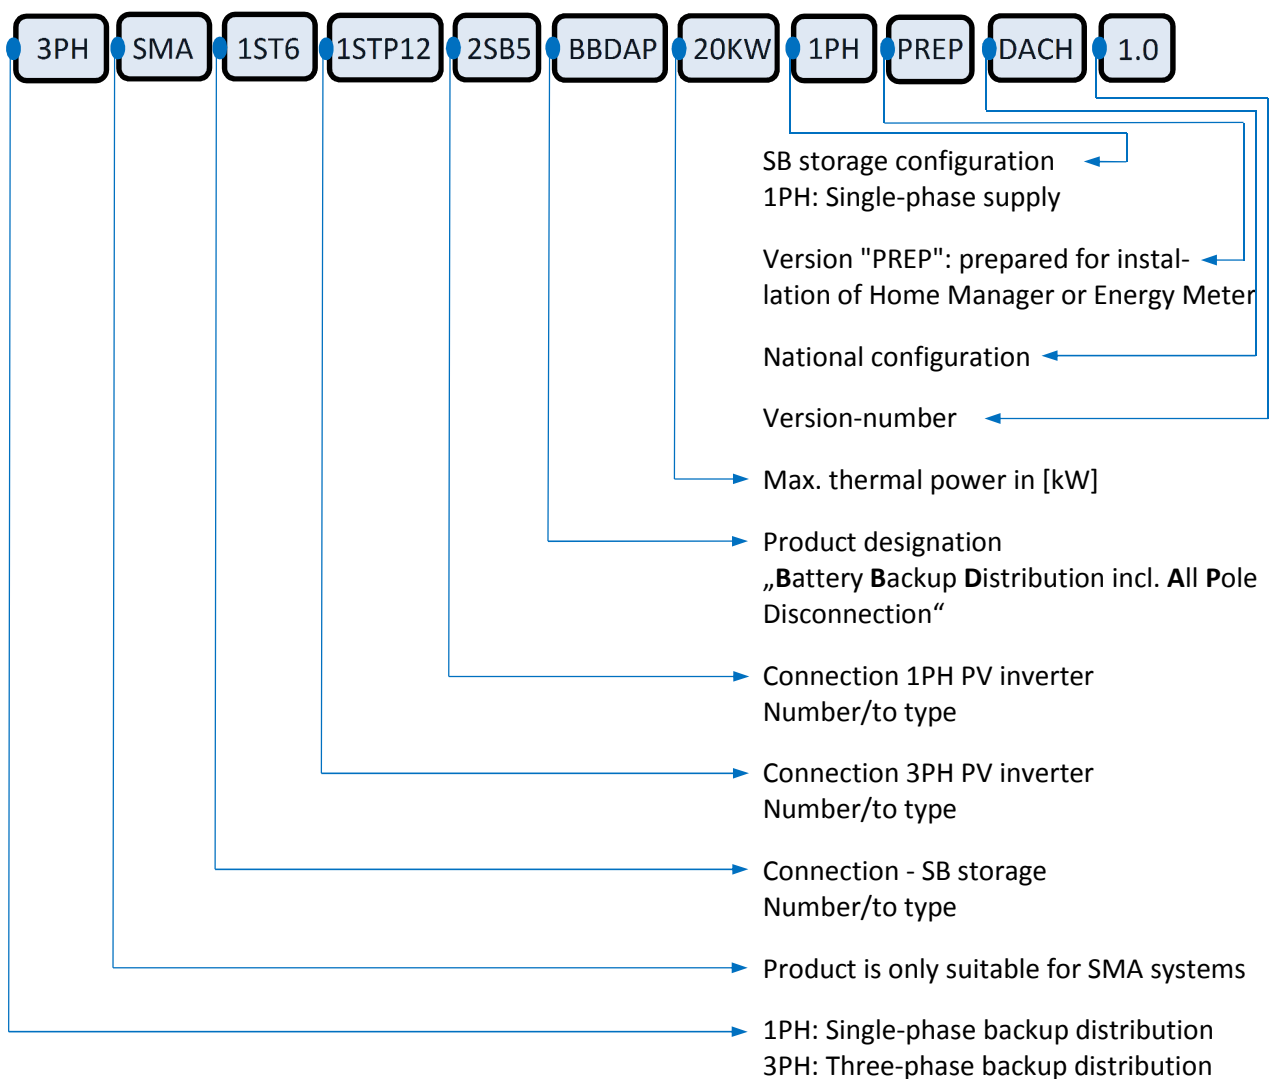 3PH SMA 1ST6 1STP12 2SB5 BBDAP 20KW 1PH PREP DACH 1.0
SB storage configuration
1PH: Single-phase supply
Version "PREP": prepared for instal-
lation of Home Manager or Energy Meter
National configuration
Version-number
Max. thermal power in [kW]
Product designation
„Battery Backup Distribution incl. All Pole
Disconnection“
Connection 1PH PV inverter
Number/to type
Connection 3PH PV inverter
Number/to type
Connection - SB storage
Number/to type
Product is only suitable for SMA systems
1PH: Single-phase backup distribution
3PH: Three-phase backup distribution